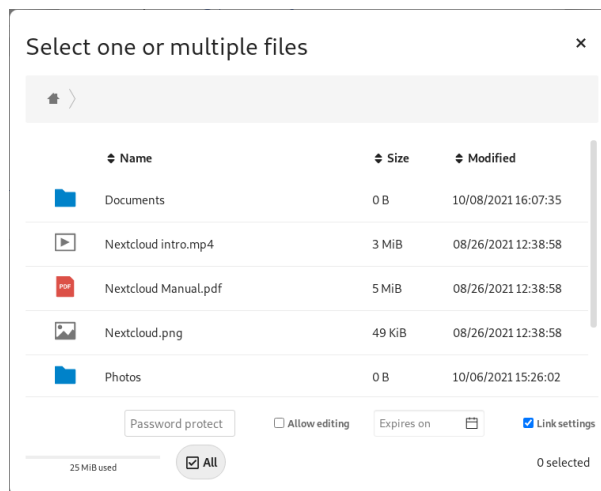 Select one or multiple files
Name Size Modified
Documents 0 B 10/08/2021 16:07:35
Nextcloud intro.mp4 3 MiB 08/26/2021 12:38:58
PDF Nextcloud Manual.pdf 5 MiB 08/26/2021 12:38:58
Nextcloud.png 49 KiB 08/26/2021 12:38:58
Photos 0 B 10/06/2021 15:26:02
Password protect Allow editing Expires on Link settings
25 MiB used All 0 selected